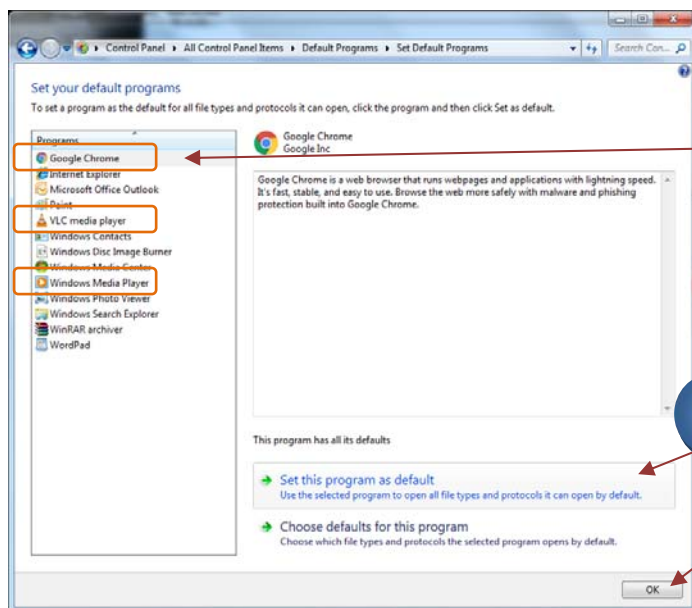 Control Panel ▸ All Control Panel Items ▸ Default Programs ▸ Set Default Programs
Search Con...
Set your default programs
To set a program as the default for all file types and protocols it can open, click the program and then click Set as default.
Programs
Google Chrome
Internet Explorer
Microsoft Office Outlook
Paint
VLC media player
Windows Contacts
Windows Disc Image Burner
Windows Media Center
Windows Media Player
Windows Photo Viewer
Windows Search Explorer
WinRAR archiver
WordPad
Google Chrome
Google Inc
Google Chrome is a web browser that runs webpages and applications with lightning speed.
It's fast, stable, and easy to use. Browse the web more safely with malware and phishing
protection built into Google Chrome.
This program has all its defaults
Set this program as default
Use the selected program to open all file types and protocols it can open by default.
Choose defaults for this program
Choose which file types and protocols the selected program opens by default.
OK